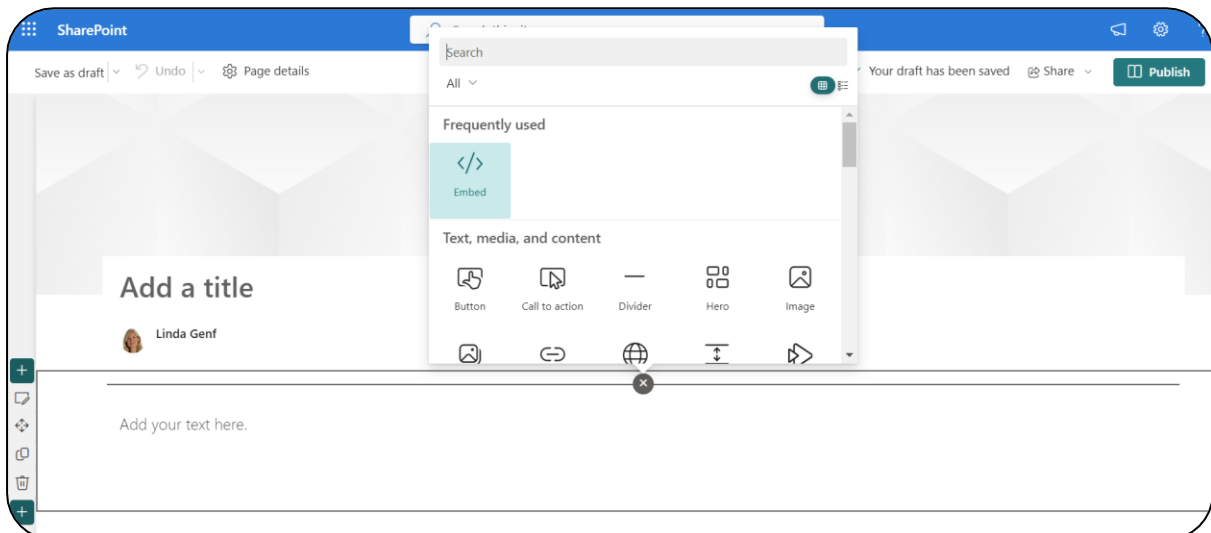 SharePoint
Search
Save as draft
Undo
Page details
All
Your draft has been saved
Share
Publish
Frequently used
Embed
Text, media, and content
Button
Call to action
Divider
Hero
Image
Add a title
Linda Genf
Add your text here.